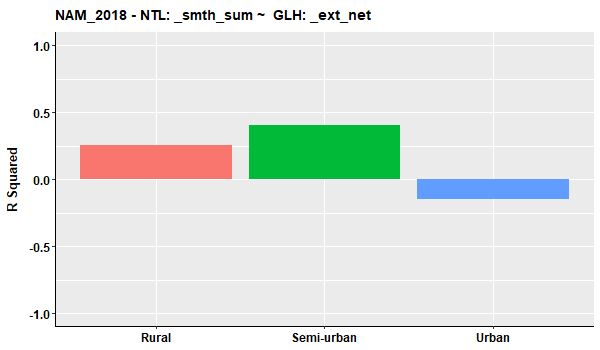 NAM_2018 - NTL: _smth_sum ~  GLH: _ext_net
1.0
0.5
0.0
-0.5
-1.0
R Squared
Rural Semi-urban Urban